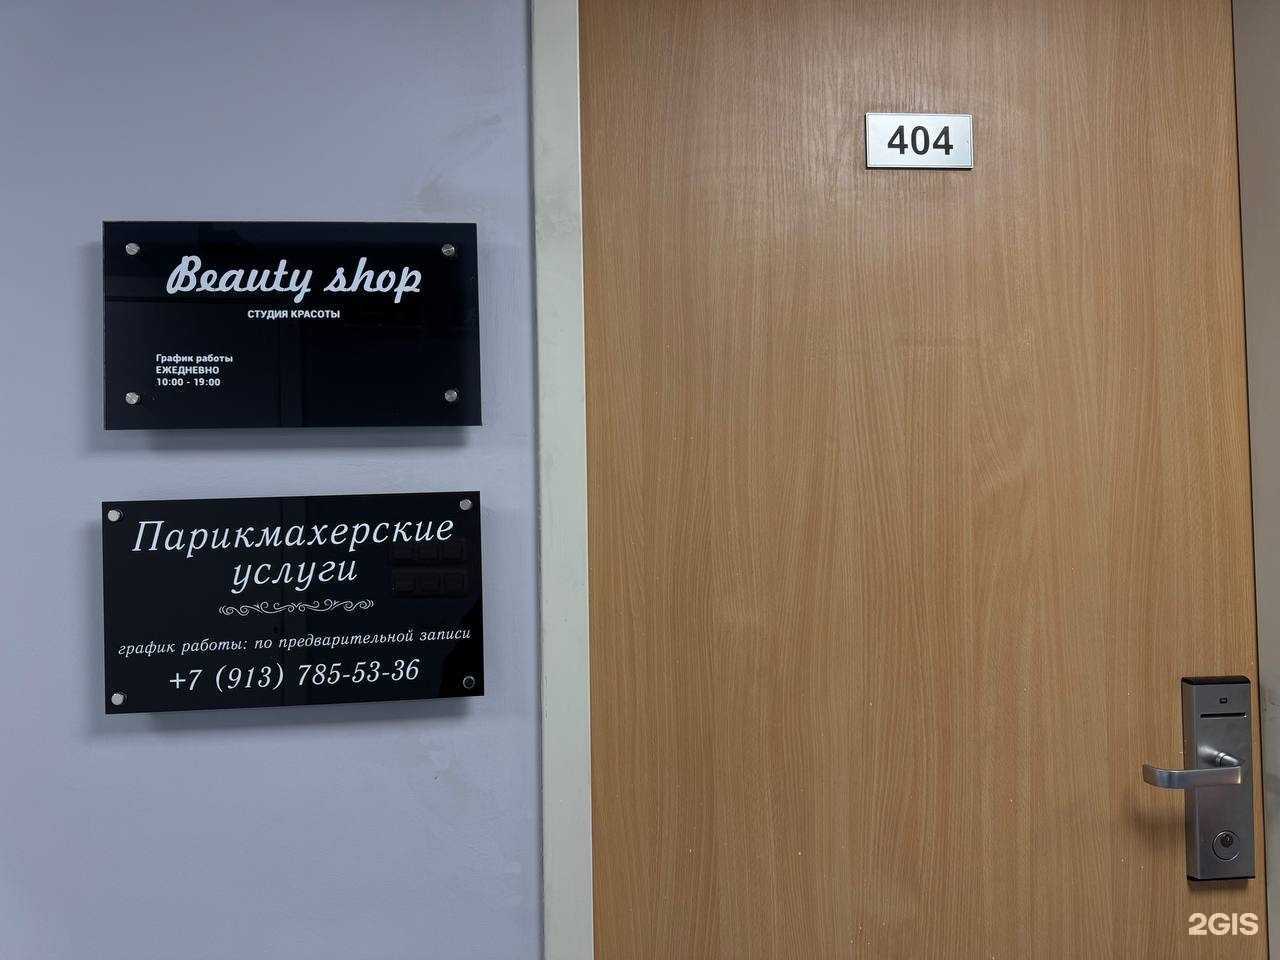 Beauty shop
СТУДИЯ КРАСОТЫ
График работы
ЕЖЕДНЕВНО
10:00 - 19:00
Парикмахерские
услуги
график работы: по предварительной записи
+7 (913) 785-53-36
404
2GIS